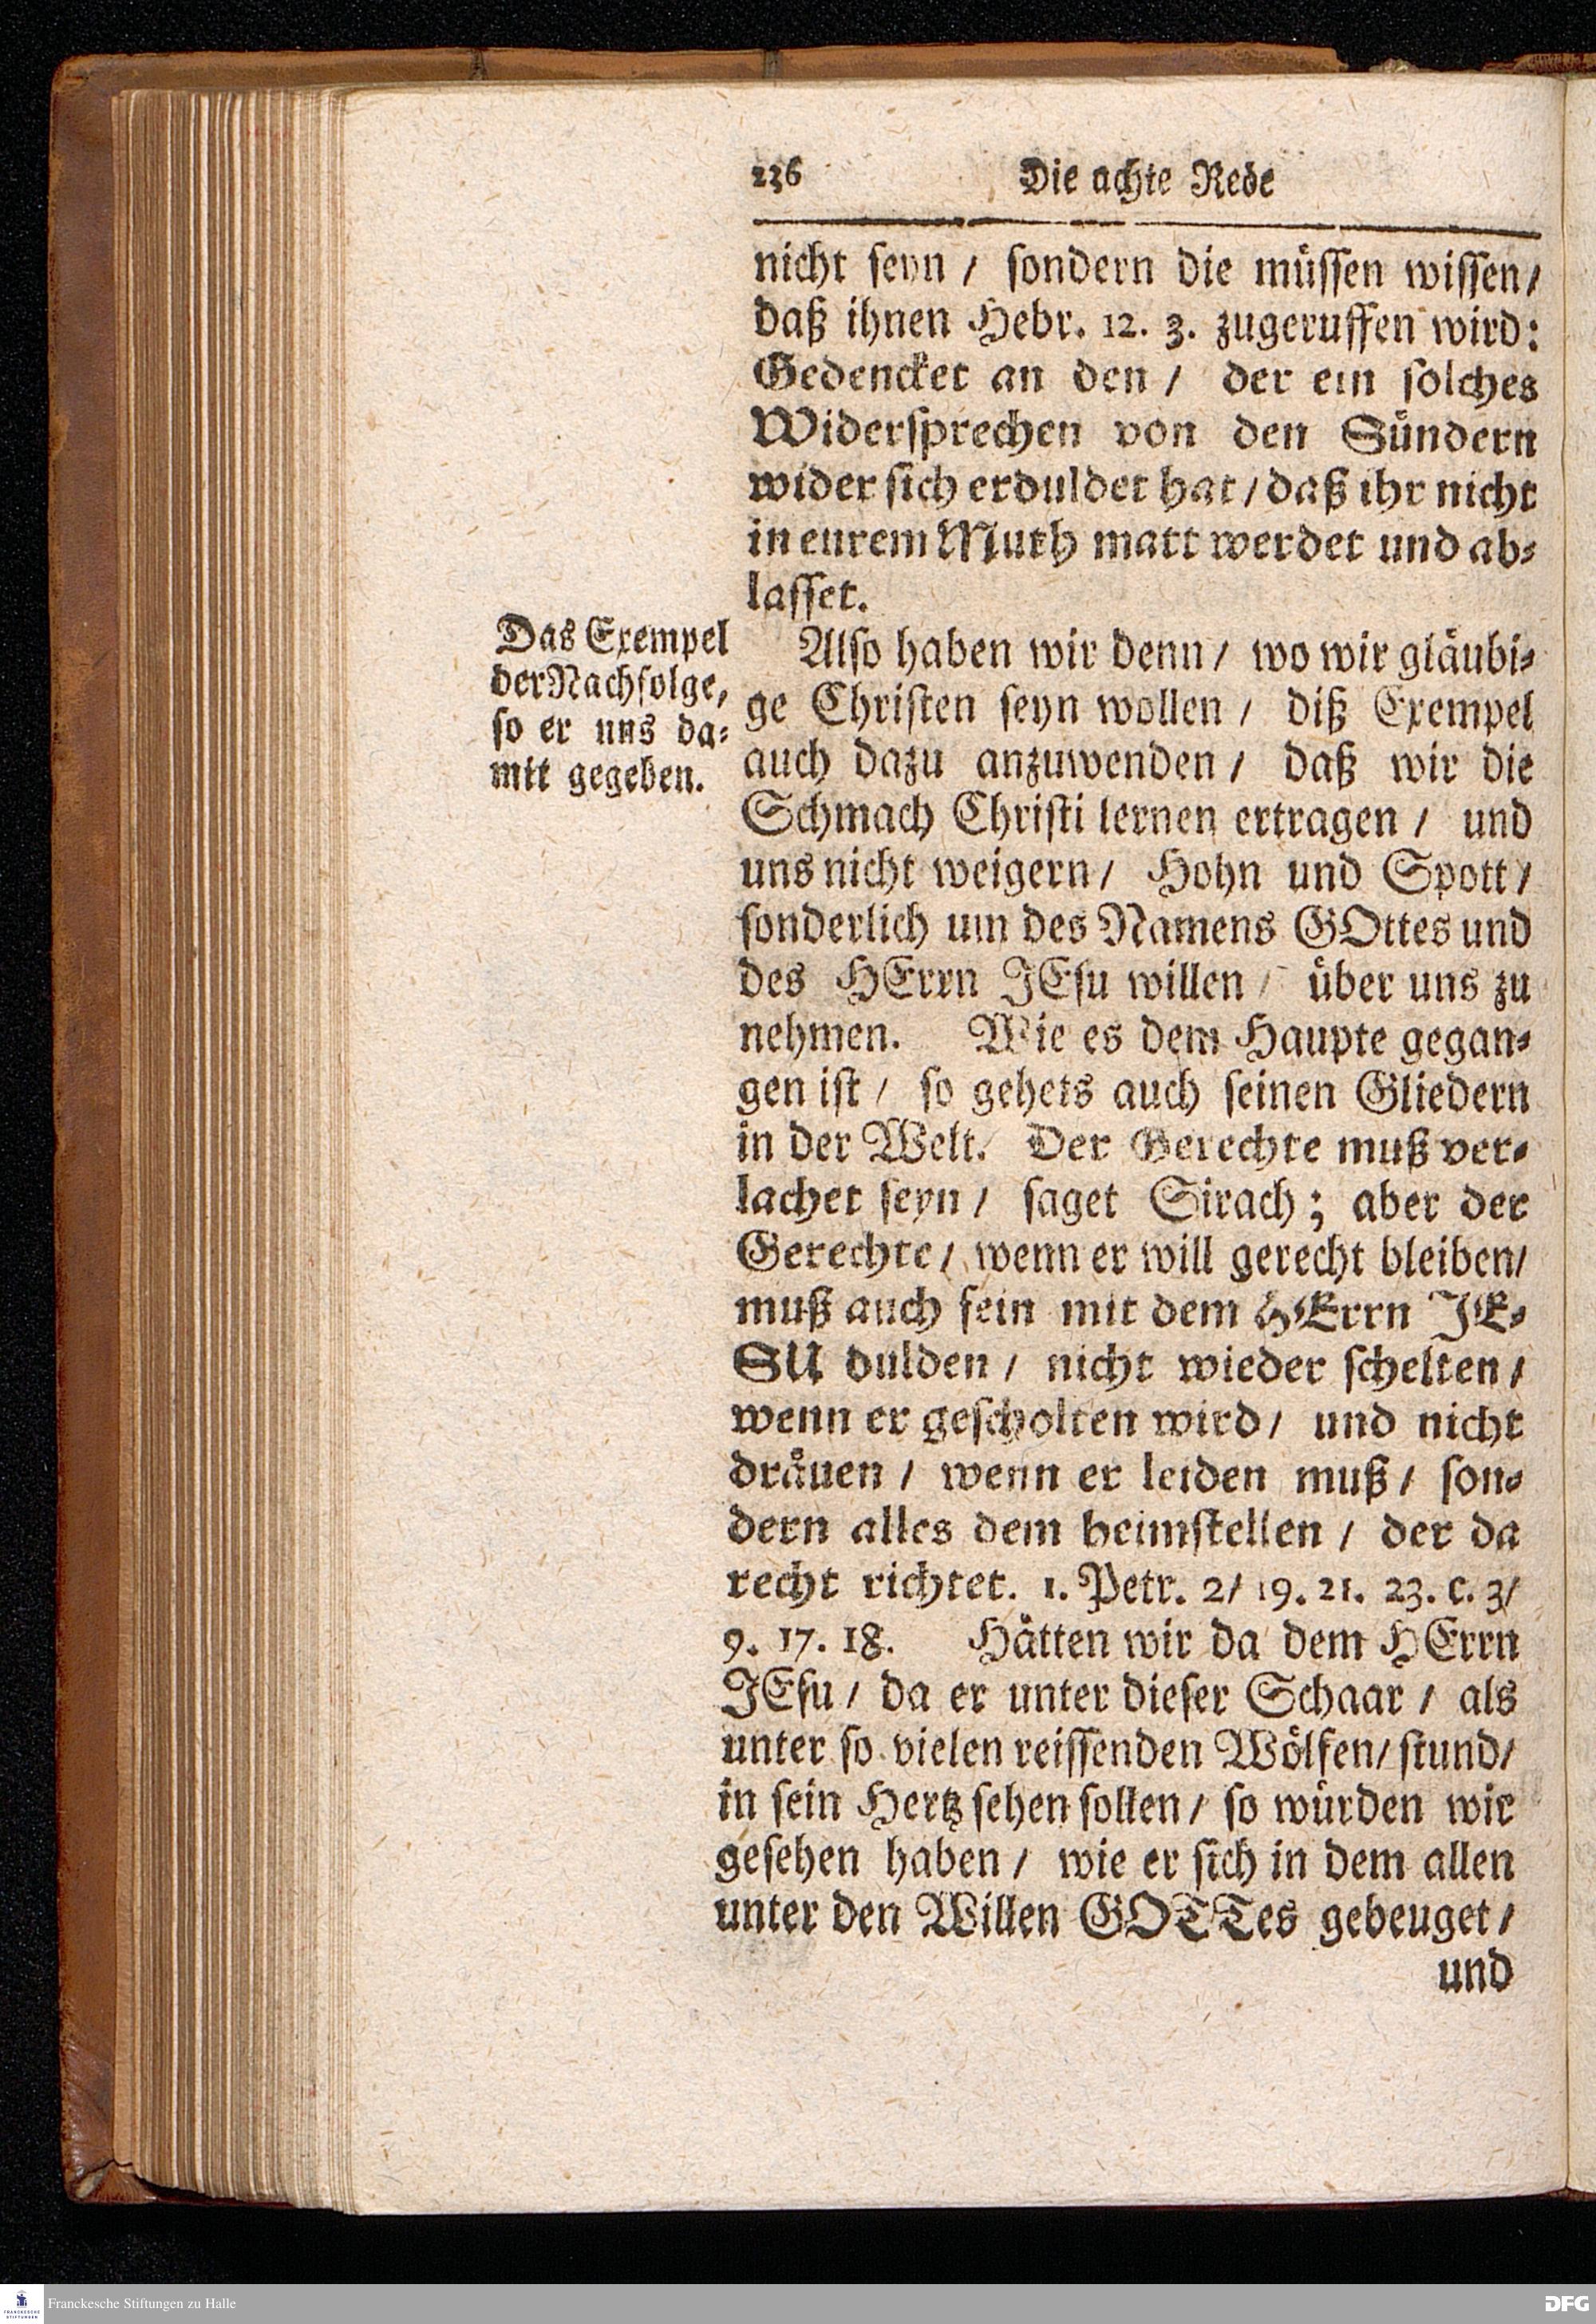 236 Die achte Rede
nicht seyn / sondern die müssen wissen /
daß ihnen Hebr. 12. 3. zugeruffen wird:
Gedencket an den / der ein solches
Widersprechen von den Sündern
wider sich erduldet hat / daß ihr nicht
in eurem Muth matt werdet und ab-
lasset.
Das Exempel
der Nachfolge,
so er uns da-
mit gegeben.
Also haben wir denn / wo wir gläubi-
ge Christen seyn wollen / diß Exempel
auch dazu anzuwenden / daß wir die
Schmach Christi lernen ertragen / und
uns nicht weigern / Hohn und Spott /
sonderlich um des Namens GOttes und
des HErrn JEsu willen / über uns zu
nehmen. Wie es dem Haupte gegan-
gen ist / so gehets auch seinen Gliedern
in der Welt. Der Gerechte muß ver-
lachet seyn / saget Sirach; aber der
Gerechte / wenn er will gerecht bleiben /
muß auch fein mit dem HErrn JE-
SU dulden / nicht wieder schelten /
wenn er gescholten wird / und nicht
dräuen / wenn er leiden muß / son-
dern alles dem heimstellen / der da
recht richtet. 1. Petr. 2/ 19. 21. 23. c. 3/
9. 17. 18. Hätten wir da dem HErrn
JEsu / da er unter dieser Schaar / als
unter so vielen reissenden Wölfen / stund /
in sein Hertz sehen sollen / so würden wir
gesehen haben / wie er sich in dem allen
unter den Willen GOTTes gebeuget /
und
FRANCKESCHE
STIFTUNGEN
Franckesche Stiftungen zu Halle
DFG